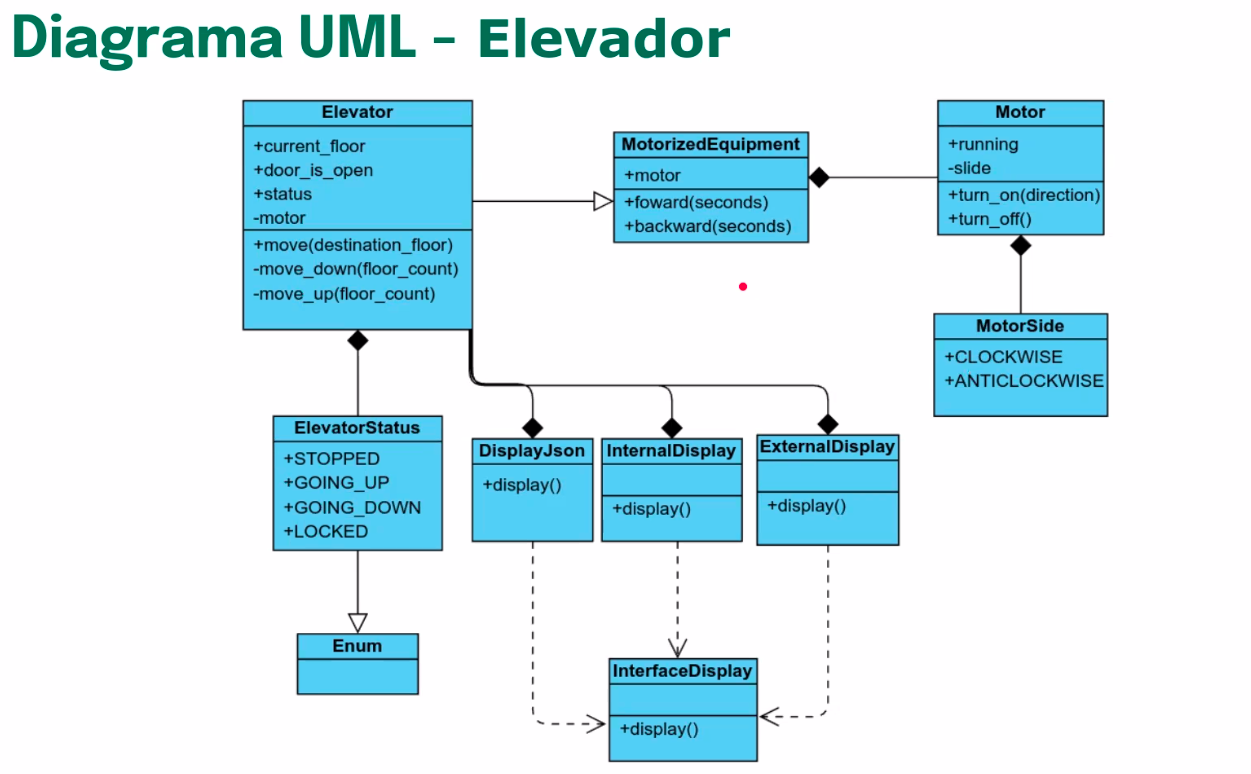 Diagrama UML - Elevador
Elevator
+current_floor
+door_is_open
+status
-motor
+move(destination_floor)
-move_down(floor_count)
-move_up(floor_count)
MotorizedEquipment
+motor
+foward(seconds)
+backward(seconds)
Motor
+running
-slide
+turn_on(direction)
+turn_off()
MotorSide
+CLOCKWISE
+ANTICLOCKWISE
ElevatorStatus
+STOPPED
+GOING_UP
+GOING_DOWN
+LOCKED
DisplayJson
+display()
InternalDisplay
+display()
ExternalDisplay
+display()
Enum
InterfaceDisplay
+display()